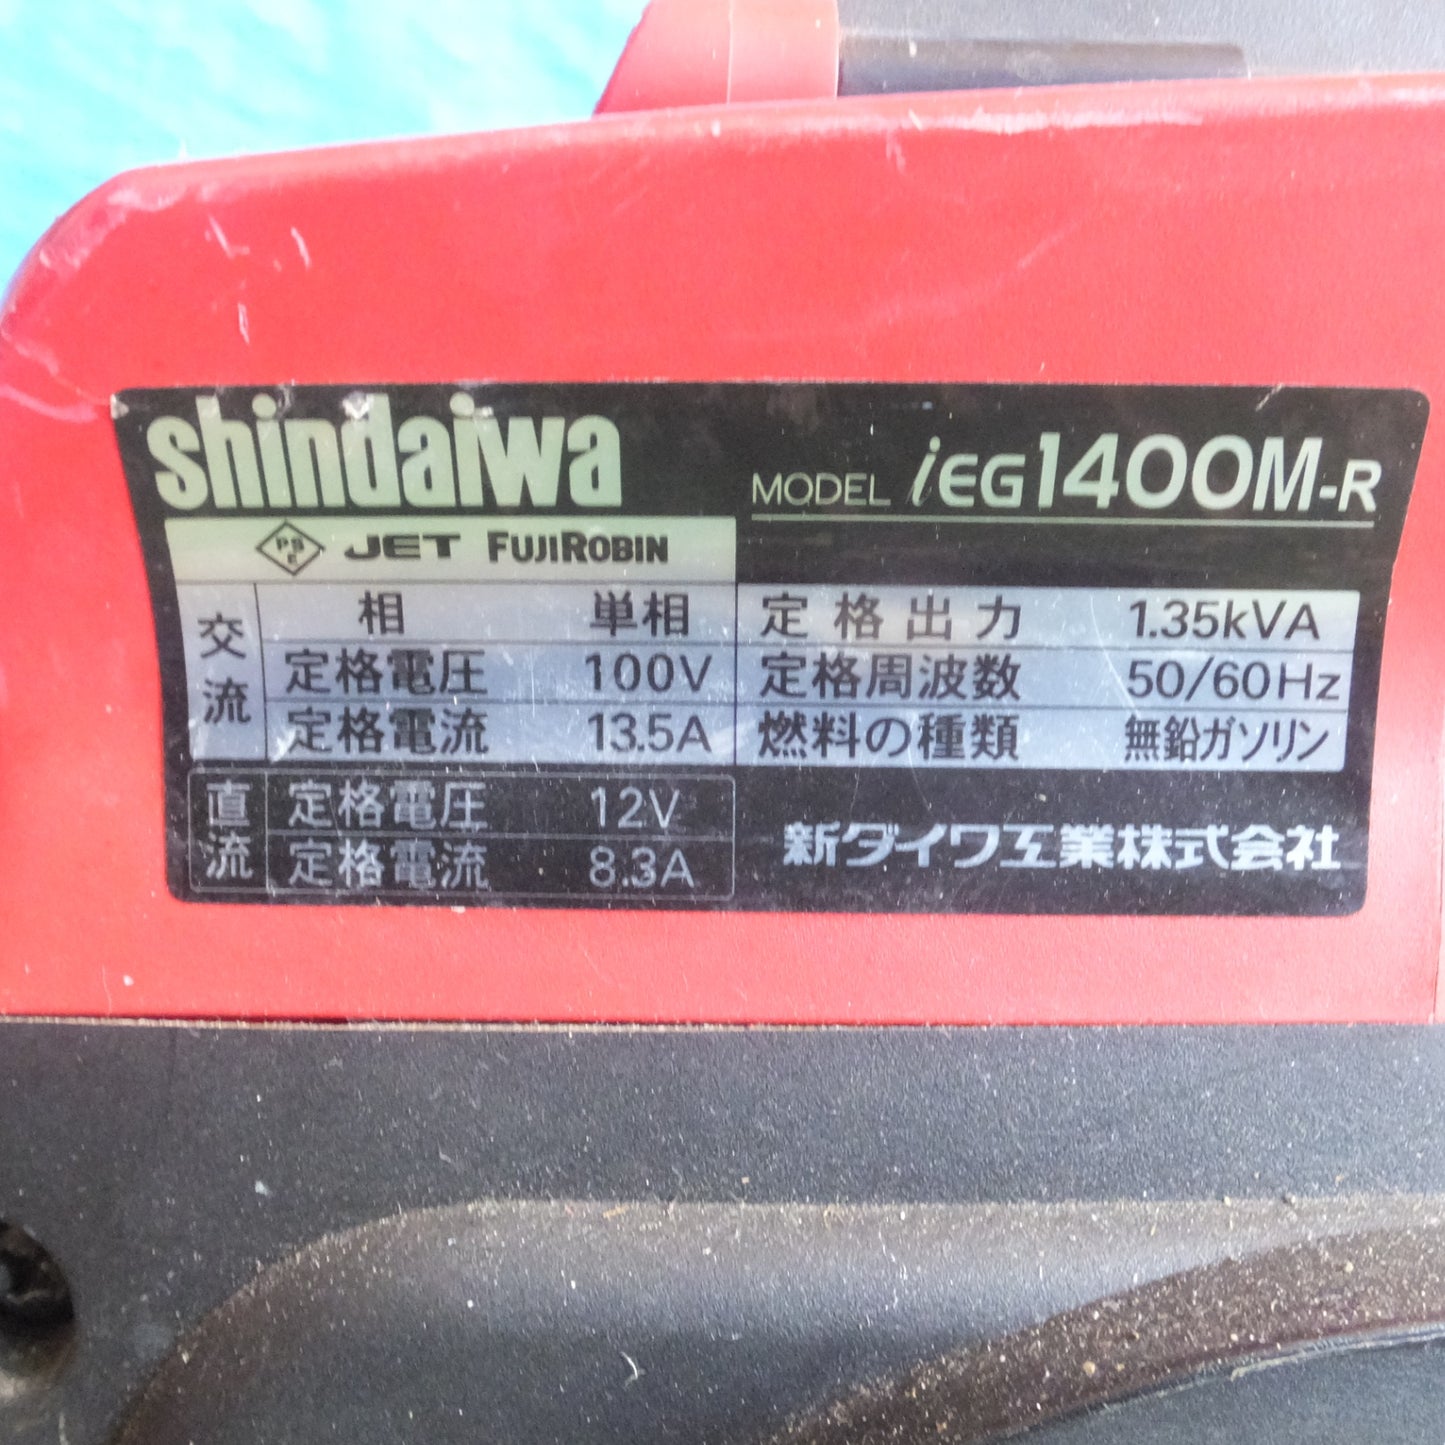 shindaiwa
MODEL iEG1400M-R
PSE JET FUJIROBIN
交流
相 単相
定格電圧 100V
定格電流 13.5A
定格出力 1.35kVA
定格周波数 50/60Hz
燃料の種類 無鉛ガソリン
直流
定格電圧 12V
定格電流 8.3A
新ダイワ工業株式会社